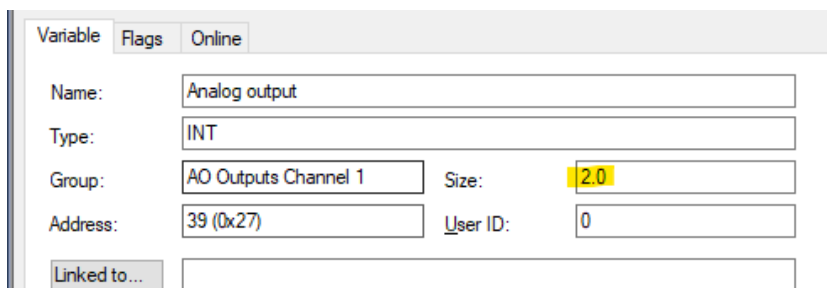 Variable Flags Online
Name: Analog output
Type: INT
Group: AO Outputs Channel 1 Size: 2.0
Address: 39 (0x27) User ID: 0
Linked to...